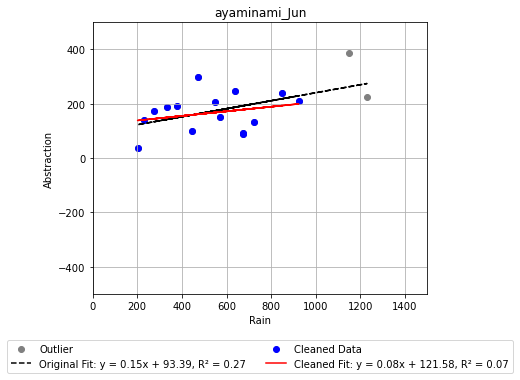 ayaminami_Jun
400
200
0
−200
−400
Abstraction
0 200 400 600 800 1000 1200 1400
Rain
Outlier
Original Fit: y = 0.15x + 93.39, R² = 0.27
Cleaned Data
Cleaned Fit: y = 0.08x + 121.58, R² = 0.07